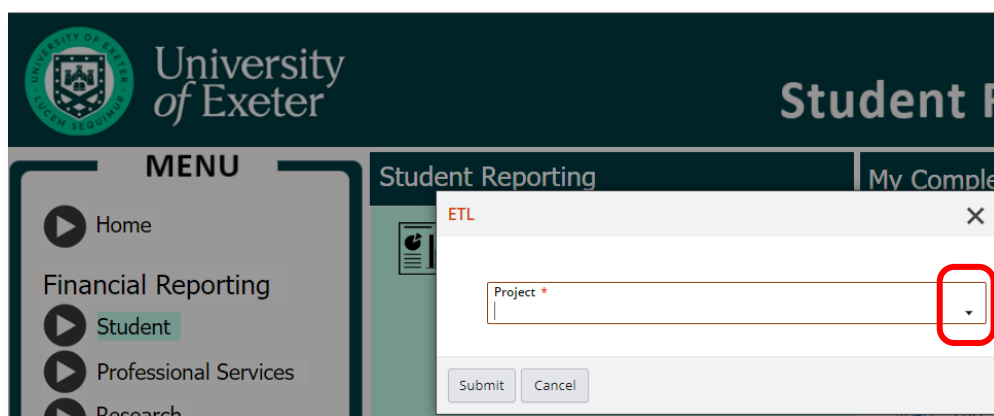 University
of Exeter
UNIVERSITY OF EXETER
LUCEM SEQUIMUR
Student
MENU
Home
Financial Reporting
Student
Professional Services
Research
Student Reporting
My Comple
ETL
Project *
Submit
Cancel